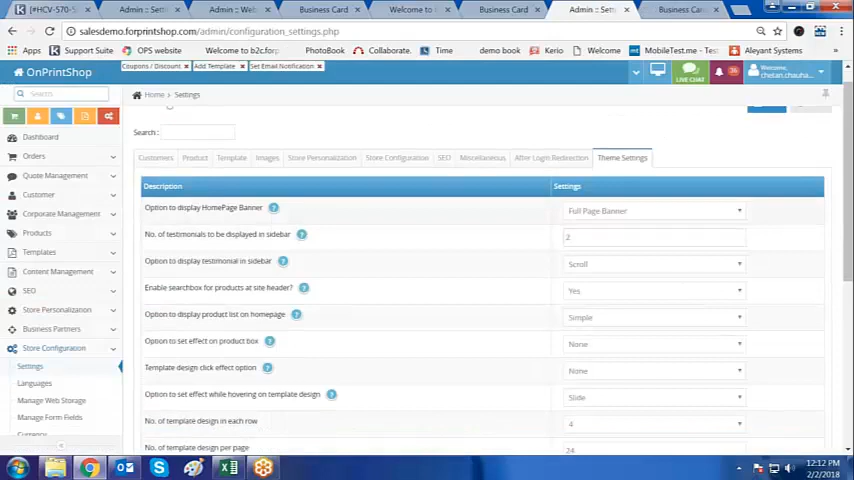 [#HCV-570-5
Admin :: Setti
Admin :: Web
Business Card
Welcome to
Business Card
Admin :: Sett
Business Card
salesdemo.forprintshop.com/admin/configuration_settings.php
Apps
Support Suite
OPS website
Welcome to b2c.forp
PhotoBook
Collaborate.
Time
demo book
Kerio
Welcome
MobileTest.me - Test
Aleyant Systems
OnPrintShop
Coupons / Discount
Add Template
Set Email Notification
LIVE CHAT
36
Welcome,
chetan.chauha...
Search
Home
Settings
Search :
Dashboard
Orders
Quote Management
Customer
Corporate Management
Products
Templates
Content Management
SEO
Store Personalization
Business Partners
Store Configuration
Settings
Languages
Manage Web Storage
Manage Form Fields
Currency
Customers
Product
Template
Images
Store Personalization
Store Configuration
SEO
Miscellaneous
After Login Redirection
Theme Settings
Description
Settings
Option to display HomePage Banner ?
Full Page Banner
No. of testimonials to be displayed in sidebar ?
2
Option to display testimonial in sidebar ?
Scroll
Enable searchbox for products at site header? ?
Yes
Option to display product list on homepage ?
Simple
Option to set effect on product box ?
None
Template design click effect option ?
None
Option to set effect while hovering on template design ?
Slide
No. of template design in each row
4
No. of template design per page
24
12:12 PM
2/2/2018